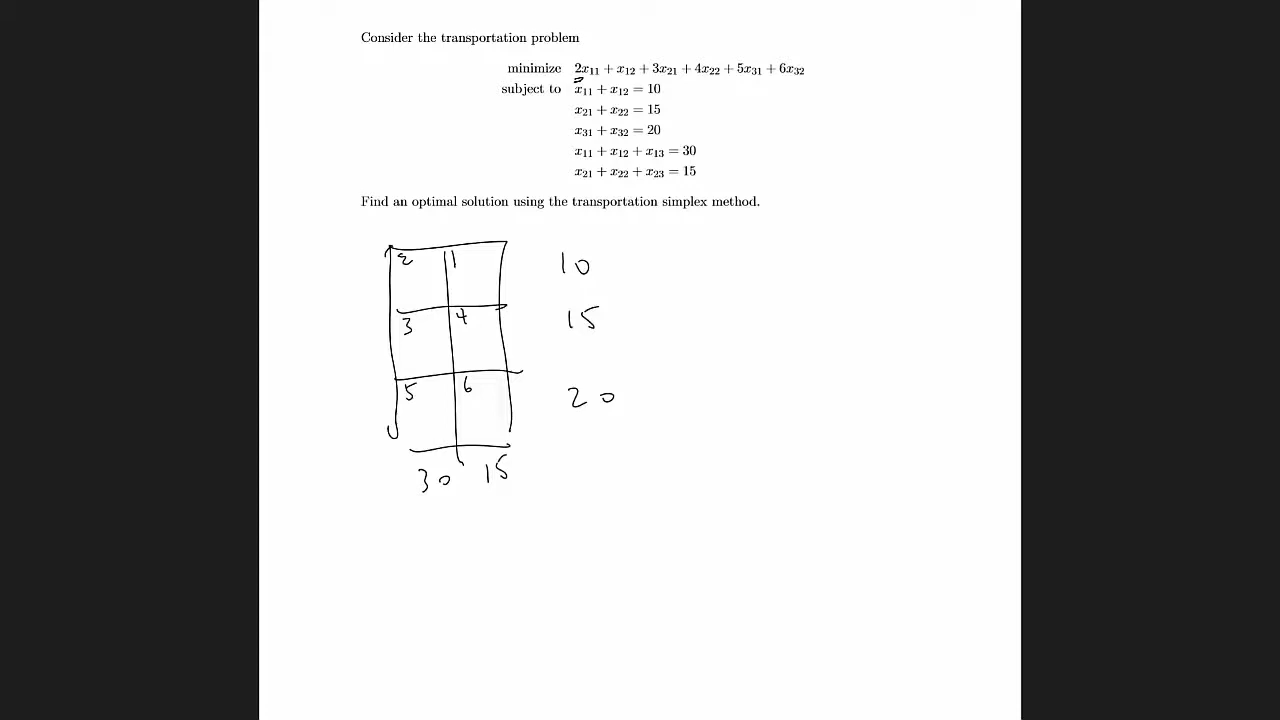 Consider the transportation problem
minimize 2x₁₁ + x₁₂ + 3x₂₁ + 4x₂₂ + 5x₃₁ + 6x₃₂
subject to x₁₁ + x₁₂ = 10
x₂₁ + x₂₂ = 15
x₃₁ + x₃₂ = 20
x₁₁ + x₁₂ + x₁₃ = 30
x₂₁ + x₂₂ + x₂₃ = 15
Find an optimal solution using the transportation simplex method.
2 1 10
3 4 15
5 6 20
30 15